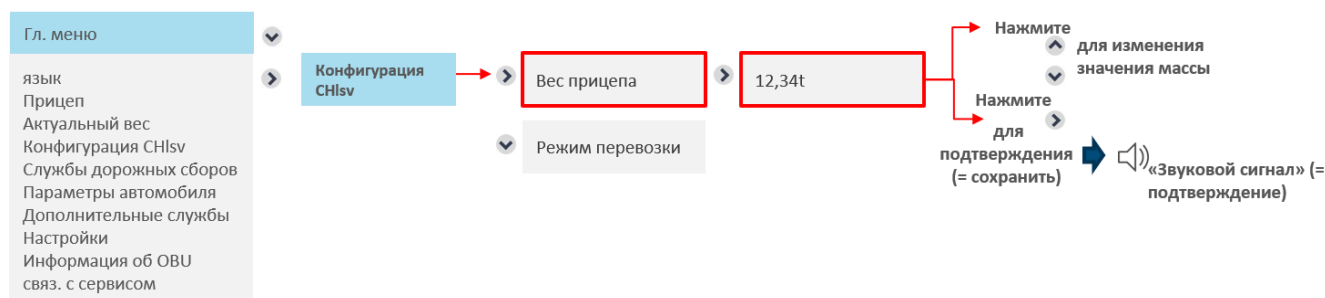 Гл. меню
язык
Прицеп
Актуальный вес
Конфигурация CHlsv
Службы дорожных сборов
Параметры автомобиля
Дополнительные службы
Настройки
Информация об OBU
связ. с сервисом
Конфигурация
CHlsv
Вес прицепа
Режим перевозки
12,34t
Нажмите
для изменения
значения массы
Нажмите
для
подтверждения
(= сохранить)
«Звуковой сигнал» (=
подтверждение)